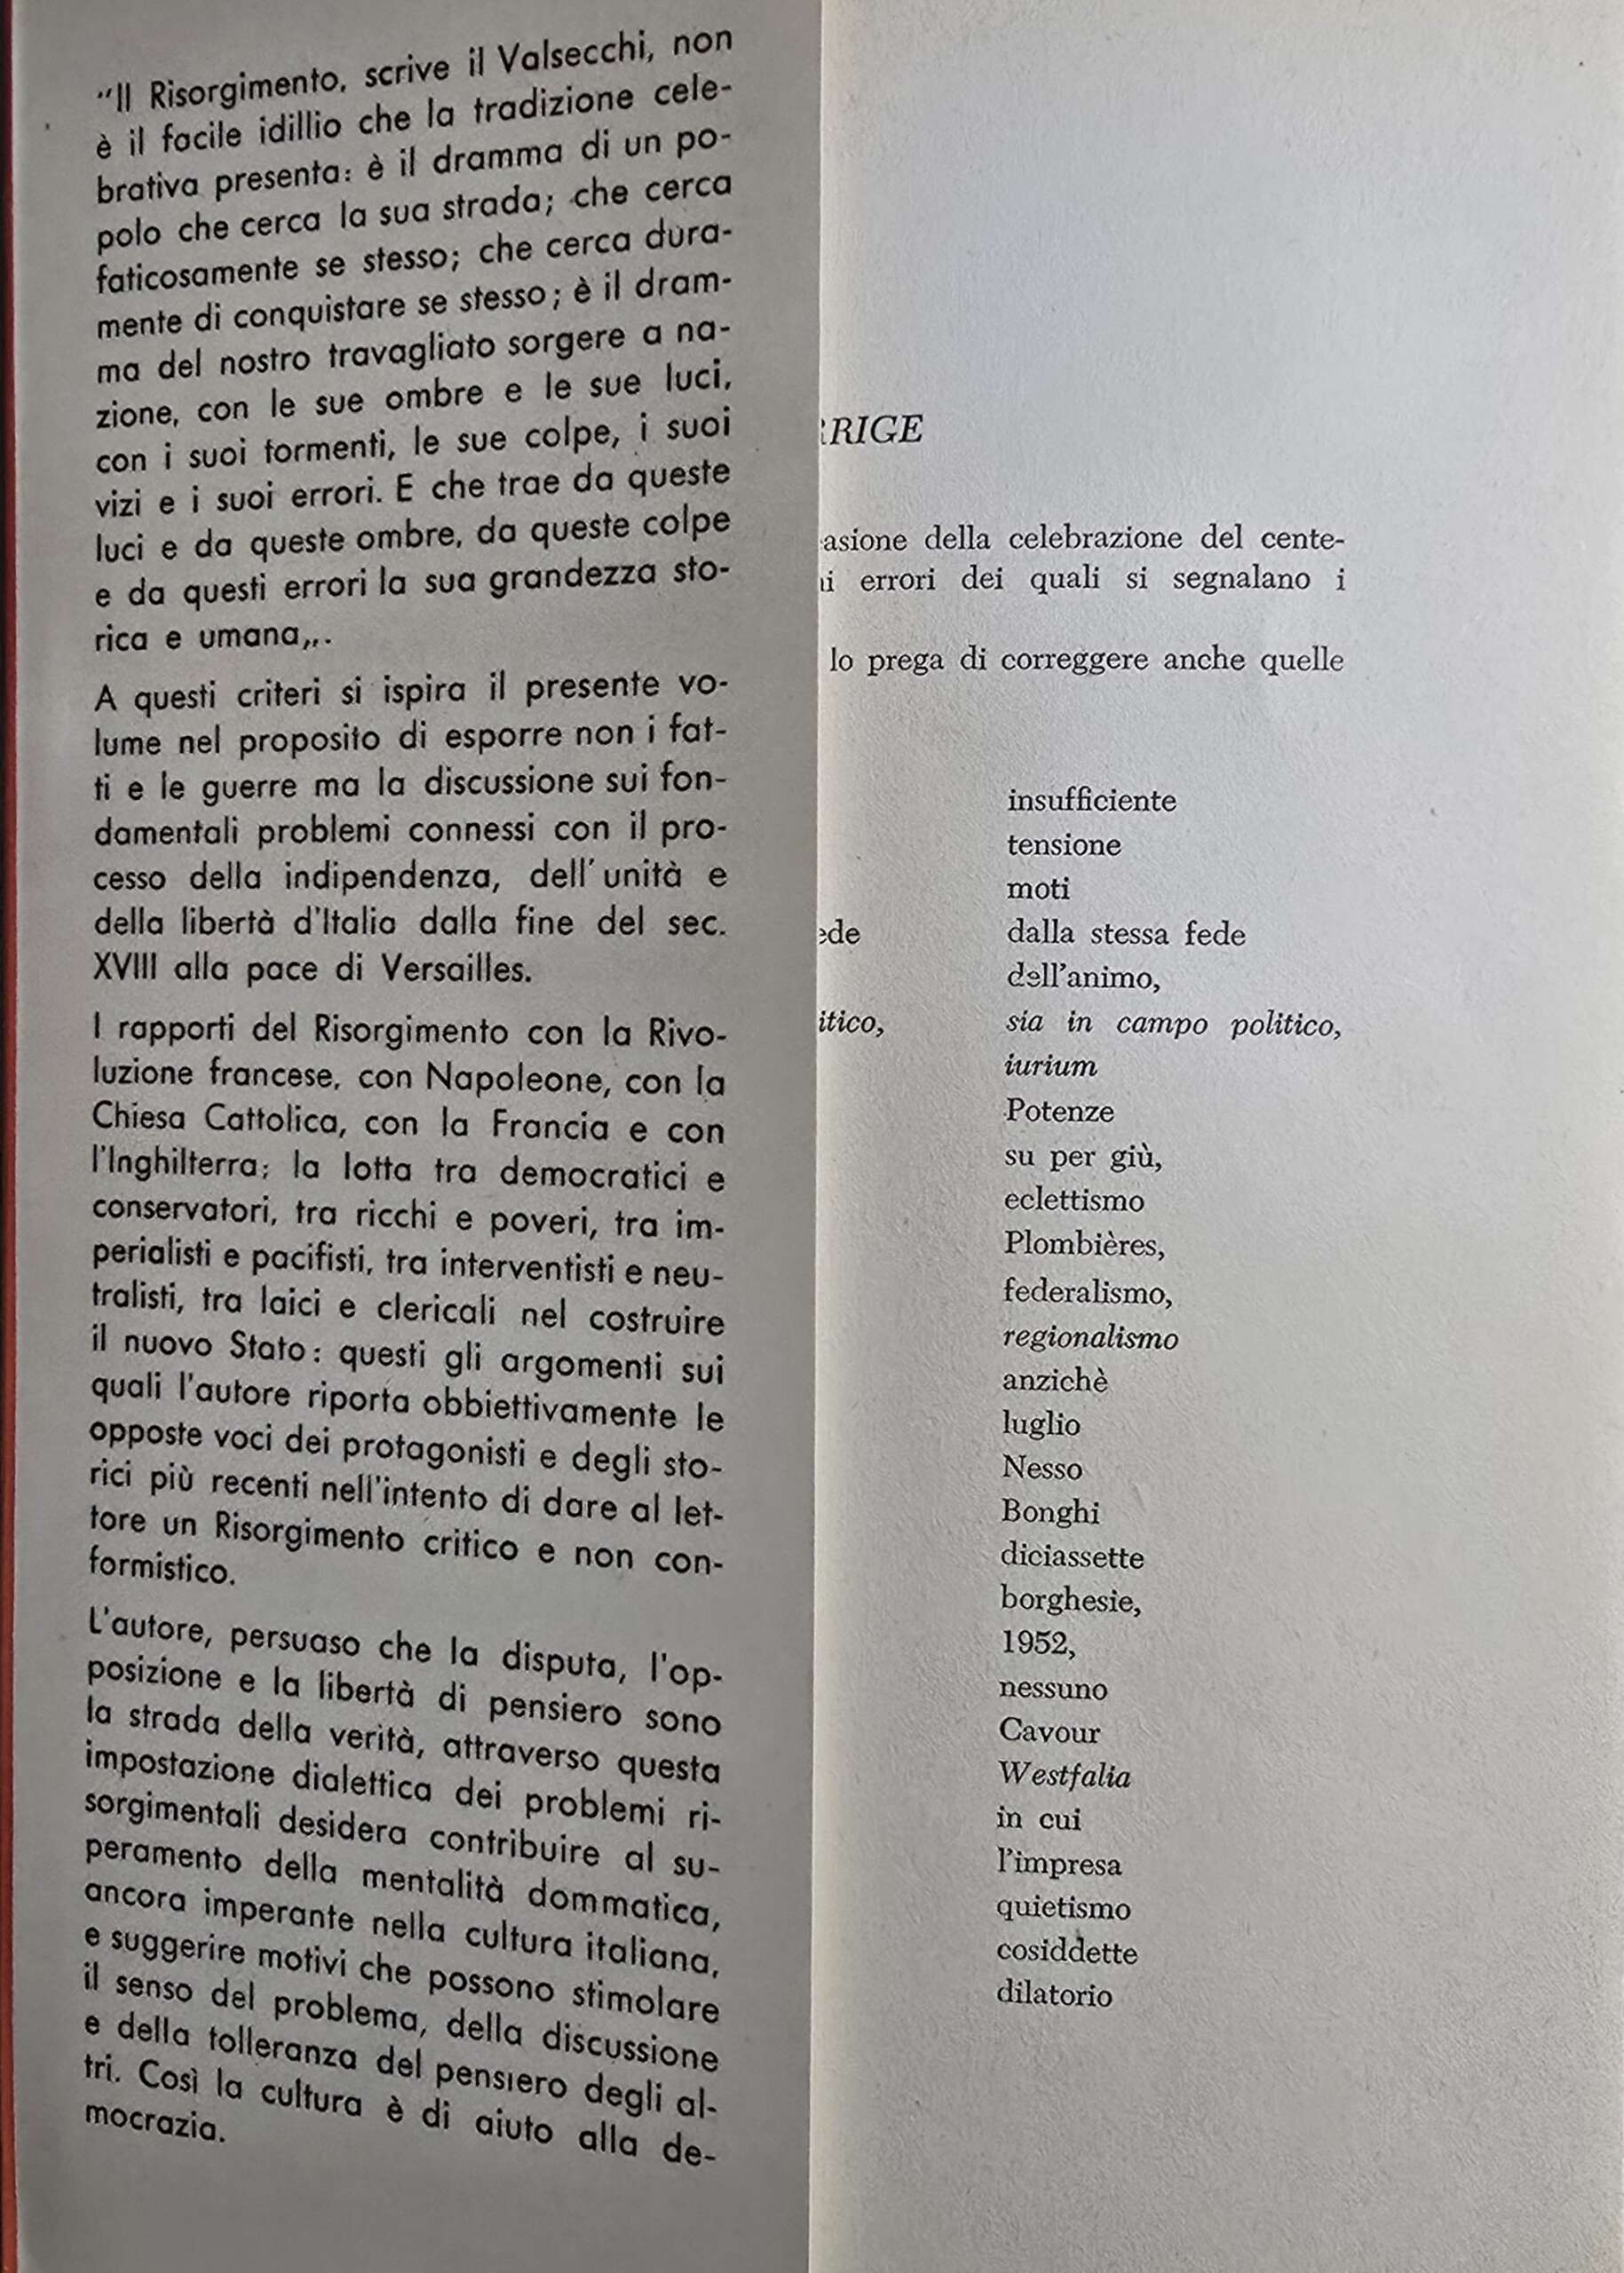 "Il Risorgimento, scrive il Valsecchi, non
è il facile idillio che la tradizione cele-
brativa presenta: è il dramma di un po-
polo che cerca la sua strada; che cerca
faticosamente se stesso; che cerca dura-
mente di conquistare se stesso; è il dram-
ma del nostro travagliato sorgere a na-
zione, con le sue ombre e le sue luci,
con i suoi tormenti, le sue colpe, i suoi
vizi e i suoi errori. E che trae da queste
luci e da queste ombre, da queste colpe
e da questi errori la sua grandezza sto-
rica e umana„.
A questi criteri si ispira il presente vo-
lume nel proposito di esporre non i fat-
ti e le guerre ma la discussione sui fon-
damentali problemi connessi con il pro-
cesso della indipendenza, dell'unità e
della libertà d'Italia dalla fine del sec.
XVIII alla pace di Versailles.
I rapporti del Risorgimento con la Rivo-
luzione francese, con Napoleone, con la
Chiesa Cattolica, con la Francia e con
l'Inghilterra; la lotta tra democratici e
conservatori, tra ricchi e poveri, tra im-
perialisti e pacifisti, tra interventisti e neu-
tralisti, tra laici e clericali nel costruire
il nuovo Stato: questi gli argomenti sui
quali l'autore riporta obbiettivamente le
opposte voci dei protagonisti e degli sto-
rici più recenti nell'intento di dare al let-
tore un Risorgimento critico e non con-
formistico.
L'autore, persuaso che la disputa, l'op-
posizione e la libertà di pensiero sono
la strada della verità, attraverso questa
impostazione dialettica dei problemi ri-
sorgimentali desidera contribuire al su-
peramento della mentalità dommatica,
ancora imperante nella cultura italiana,
e suggerire motivi che possono stimolare
il senso del problema, della discussione
e della tolleranza del pensiero degli al-
tri. Così la cultura è di aiuto alla de-
mocrazia.
RIGE
asione della celebrazione del cente-
i errori dei quali si segnalano i
lo prega di correggere anche quelle
insufficiente
tensione
moti
ede dalla stessa fede
dell'animo,
itico, sia in campo politico,
iurium
Potenze
su per giù,
eclettismo
Plombières,
federalismo,
regionalismo
anzichè
luglio
Nesso
Bonghi
diciassette
borghesie,
1952,
nessuno
Cavour
Westfalia
in cui
l'impresa
quietismo
cosiddette
dilatorio